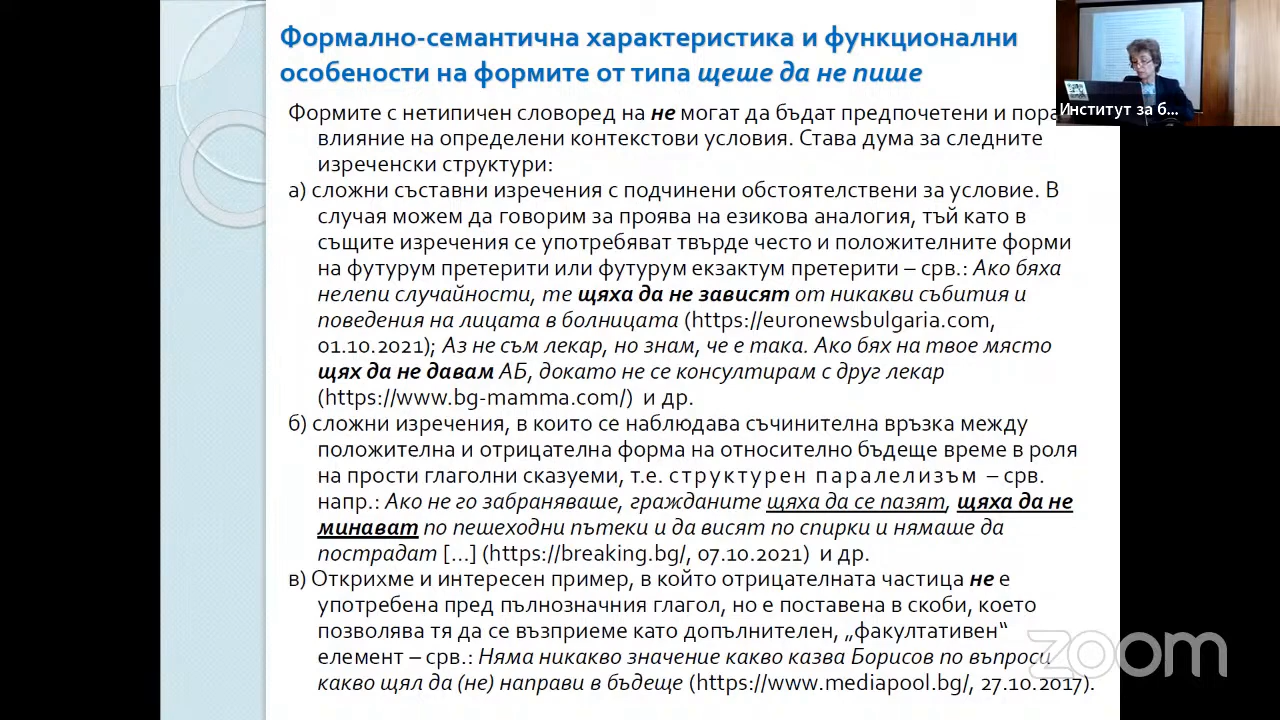 Формално-семантична характеристика и функционални
особености на формите от типа щеше да не пише
Формите с нетипичен словоред на не могат да бъдат предпочетени и пора
влияние на определени контекстови условия. Става дума за следните
изреченски структури:
а) сложни съставни изречения с подчинени обстоятелствени за условие. В
случая можем да говорим за проява на езикова аналогия, тъй като в
същите изречения се употребяват твърде често и положителните форми
на футурум претерити или футурум екзактум претерити – срв.: Ако бяха
нелепи случайности, те щяха да не зависят от никакви събития и
поведения на лицата в болницата (https://euronewsbulgaria.com,
01.10.2021); Аз не съм лекар, но знам, че е така. Ако бях на твое място
щях да не давам АБ, докато не се консултирам с друг лекар
(https://www.bg-mamma.com/) и др.
б) сложни изречения, в които се наблюдава съчинителна връзка между
положителна и отрицателна форма на относително бъдеще време в роля
на прости глаголни сказуеми, т.е. структурен паралелизъм – срв.
напр.: Ако не го забраняваше, гражданите щяха да се пазят, щяха да не
минават по пешеходни пътеки и да висят по спирки и нямаше да
пострадат [...] (https://breaking.bg/, 07.10.2021) и др.
в) Открихме и интересен пример, в който отрицателната частица не е
употребена пред пълнозначния глагол, но е поставена в скоби, което
позволява тя да се възприеме като допълнителен, „факултативен“
елемент – срв.: Няма никакво значение какво казва Борисов по въпроси
какво щял да (не) направи в бъдеще (https://www.mediapool.bg/, 27.10.2017).
Институт за б...
zoom